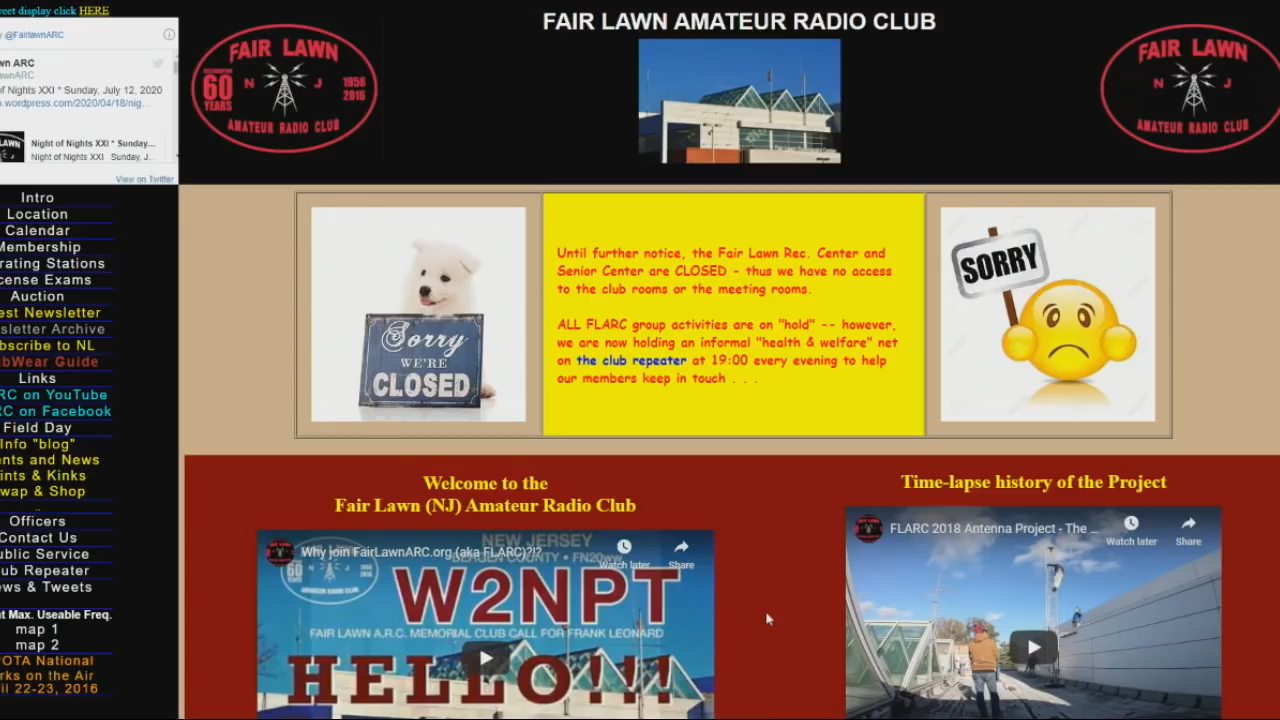 weet display click HERE
@FairlawnARC
wn ARC
awnARC
of Nights XXI * Sunday, July 12, 2020
o.wordpress.com/2020/04/18/nig...
Night of Nights XXI * Sunday...
Night of Nights XXI Sunday, J...
View on Twitter
FAIR LAWN AMATEUR RADIO CLUB
FAIR LAWN
CELEBRATING
60
YEARS
N J
1956
2016
AMATEUR RADIO CLUB
FAIR LAWN
N J
AMATEUR RADIO CLUB
Intro
Location
Calendar
Membership
rating Stations
cense Exams
Auction
est Newsletter
sletter Archive
bscribe to NL
ubWear Guide
Links
RC on YouTube
RC on Facebook
Field Day
Info "blog"
ents and News
ints & Kinks
wap & Shop
..
Officers
Contact Us
ublic Service
ub Repeater
ews & Tweets
nt Max. Useable Freq.
map 1
map 2
POTA National
rks on the Air
il 22-23, 2016
Sorry
WE'RE
CLOSED
Until further notice, the Fair Lawn Rec. Center and
Senior Center are CLOSED - thus we have no access
to the club rooms or the meeting rooms.
ALL FLARC group activities are on "hold" -- however,
we are now holding an informal "health & welfare" net
on the club repeater at 19:00 every evening to help
our members keep in touch . . .
SORRY
Welcome to the
Fair Lawn (NJ) Amateur Radio Club
Why join FairLawnARC.org (aka FLARC)?!?
Watch later
Share
NEW JERSEY
BERGEN COUNTY • FN20ww
60
YEARS
W2NPT
FAIR LAWN A.R.C. MEMORIAL CLUB CALL FOR FRANK LEONARD
HELLO!!!
Time-lapse history of the Project
FLARC 2018 Antenna Project - The ...
Watch later
Share